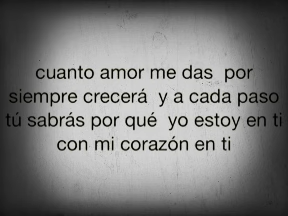 cuanto amor me das por
siempre crecerá y a cada paso
tú sabrás por qué yo estoy en ti
con mi corazón en ti